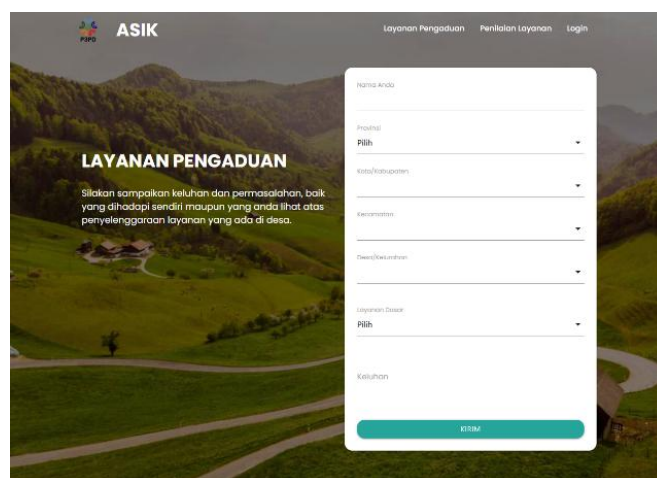 P3PD
ASIK
Layanan Pengaduan
Penilaian Layanan
Login
LAYANAN PENGADUAN
Silakan sampaikan keluhan dan permasalahan, baik
yang dihadapi sendiri maupun yang anda lihat atas
penyelenggaraan layanan yang ada di desa.
Nama Anda
Provinsi
Pilih
Kota/Kabupaten
Kecamatan
Desa/Kelurahan
Layanan Dasar
Pilih
Keluhan
KIRIM